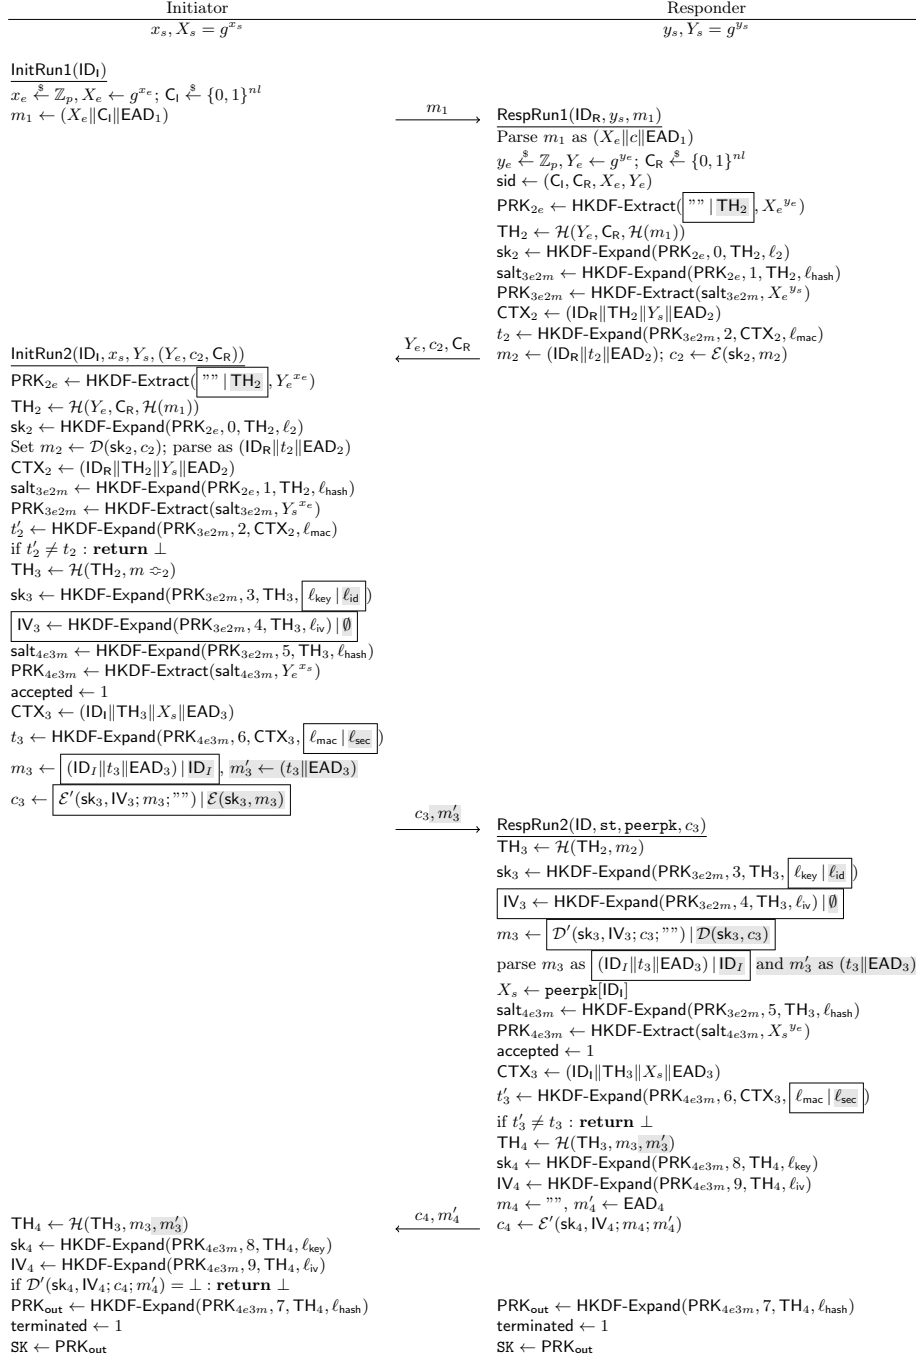 Initiator
x_s, X_s = g^{x_s}
InitRun1(ID_I)
x_e ←$ ℤ_p, X_e ← g^{x_e}; C_I ←$ {0, 1}^{nl}
m_1 ← (X_e‖C_I‖EAD_1)
m_1
Responder
y_s, Y_s = g^{y_s}
RespRun1(ID_R, y_s, m_1)
Parse m_1 as (X_e‖c‖EAD_1)
y_e ←$ ℤ_p, Y_e ← g^{y_e}; C_R ←$ {0, 1}^{nl}
sid ← (C_I, C_R, X_e, Y_e)
PRK_{2e} ← HKDF-Extract( ”” | TH_2 , X_e^{y_e})
TH_2 ← H(Y_e, C_R, H(m_1))
sk_2 ← HKDF-Expand(PRK_{2e}, 0, TH_2, ℓ_2)
salt_{3e2m} ← HKDF-Expand(PRK_{2e}, 1, TH_2, ℓ_hash)
PRK_{3e2m} ← HKDF-Extract(salt_{3e2m}, X_e^{y_s})
CTX_2 ← (ID_R‖TH_2‖Y_s‖EAD_2)
t_2 ← HKDF-Expand(PRK_{3e2m}, 2, CTX_2, ℓ_mac)
m_2 ← (ID_R‖t_2‖EAD_2); c_2 ← E(sk_2, m_2)
Y_e, c_2, C_R
InitRun2(ID_I, x_s, Y_s, (Y_e, c_2, C_R))
PRK_{2e} ← HKDF-Extract( ”” | TH_2 , Y_e^{x_e})
TH_2 ← H(Y_e, C_R, H(m_1))
sk_2 ← HKDF-Expand(PRK_{2e}, 0, TH_2, ℓ_2)
Set m_2 ← D(sk_2, c_2); parse as (ID_R‖t_2‖EAD_2)
CTX_2 ← (ID_R‖TH_2‖Y_s‖EAD_2)
salt_{3e2m} ← HKDF-Expand(PRK_{2e}, 1, TH_2, ℓ_hash)
PRK_{3e2m} ← HKDF-Extract(salt_{3e2m}, Y_s^{x_e})
t'_2 ← HKDF-Expand(PRK_{3e2m}, 2, CTX_2, ℓ_mac)
if t'_2 ≠ t_2 : return ⊥
TH_3 ← H(TH_2, m ≎_2)
sk_3 ← HKDF-Expand(PRK_{3e2m}, 3, TH_3, ℓ_key | ℓ_id )
IV_3 ← HKDF-Expand(PRK_{3e2m}, 4, TH_3, ℓ_iv) | ∅
salt_{4e3m} ← HKDF-Expand(PRK_{3e2m}, 5, TH_3, ℓ_hash)
PRK_{4e3m} ← HKDF-Extract(salt_{4e3m}, Y_e^{x_s})
accepted ← 1
CTX_3 ← (ID_I‖TH_3‖X_s‖EAD_3)
t_3 ← HKDF-Expand(PRK_{4e3m}, 6, CTX_3, ℓ_mac | ℓ_sec )
m_3 ← (ID_I‖t_3‖EAD_3) | ID_I , m'_3 ← (t_3‖EAD_3)
c_3 ← E'(sk_3, IV_3; m_3; ””) | E(sk_3, m_3)
c_3, m'_3
RespRun2(ID, st, peerpk, c_3)
TH_3 ← H(TH_2, m_2)
sk_3 ← HKDF-Expand(PRK_{3e2m}, 3, TH_3, ℓ_key | ℓ_id )
IV_3 ← HKDF-Expand(PRK_{3e2m}, 4, TH_3, ℓ_iv) | ∅
m_3 ← D'(sk_3, IV_3; c_3; ””) | D(sk_3, c_3)
parse m_3 as (ID_I‖t_3‖EAD_3) | ID_I and m'_3 as (t_3‖EAD_3)
X_s ← peerpk[ID_I]
salt_{4e3m} ← HKDF-Expand(PRK_{3e2m}, 5, TH_3, ℓ_hash)
PRK_{4e3m} ← HKDF-Extract(salt_{4e3m}, X_s^{y_e})
accepted ← 1
CTX_3 ← (ID_I‖TH_3‖X_s‖EAD_3)
t'_3 ← HKDF-Expand(PRK_{4e3m}, 6, CTX_3, ℓ_mac | ℓ_sec )
if t'_3 ≠ t_3 : return ⊥
TH_4 ← H(TH_3, m_3, m'_3)
sk_4 ← HKDF-Expand(PRK_{4e3m}, 8, TH_4, ℓ_key)
IV_4 ← HKDF-Expand(PRK_{4e3m}, 9, TH_4, ℓ_iv)
m_4 ← ””, m'_4 ← EAD_4
c_4 ← E'(sk_4, IV_4; m_4; m'_4)
c_4, m'_4
TH_4 ← H(TH_3, m_3, m'_3)
sk_4 ← HKDF-Expand(PRK_{4e3m}, 8, TH_4, ℓ_key)
IV_4 ← HKDF-Expand(PRK_{4e3m}, 9, TH_4, ℓ_iv)
if D'(sk_4, IV_4; c_4; m'_4) = ⊥ : return ⊥
PRK_out ← HKDF-Expand(PRK_{4e3m}, 7, TH_4, ℓ_hash)
terminated ← 1
SK ← PRK_out
PRK_out ← HKDF-Expand(PRK_{4e3m}, 7, TH_4, ℓ_hash)
terminated ← 1
SK ← PRK_out